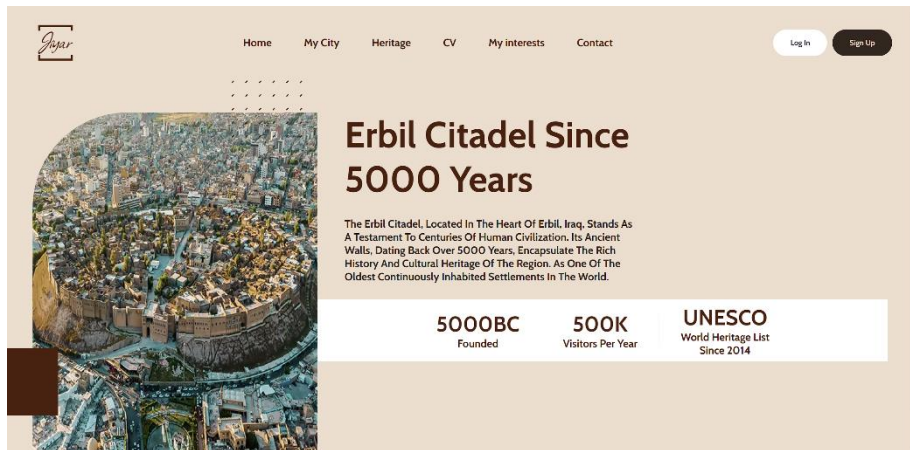 Jiyar
Home My City Heritage CV My interests Contact
Log In Sign Up
Erbil Citadel Since
5000 Years
The Erbil Citadel, Located In The Heart Of Erbil, Iraq, Stands As
A Testament To Centuries Of Human Civilization. Its Ancient
Walls, Dating Back Over 5000 Years, Encapsulate The Rich
History And Cultural Heritage Of The Region. As One Of The
Oldest Continuously Inhabited Settlements In The World.
5000BC
Founded
500K
Visitors Per Year
UNESCO
World Heritage List
Since 2014